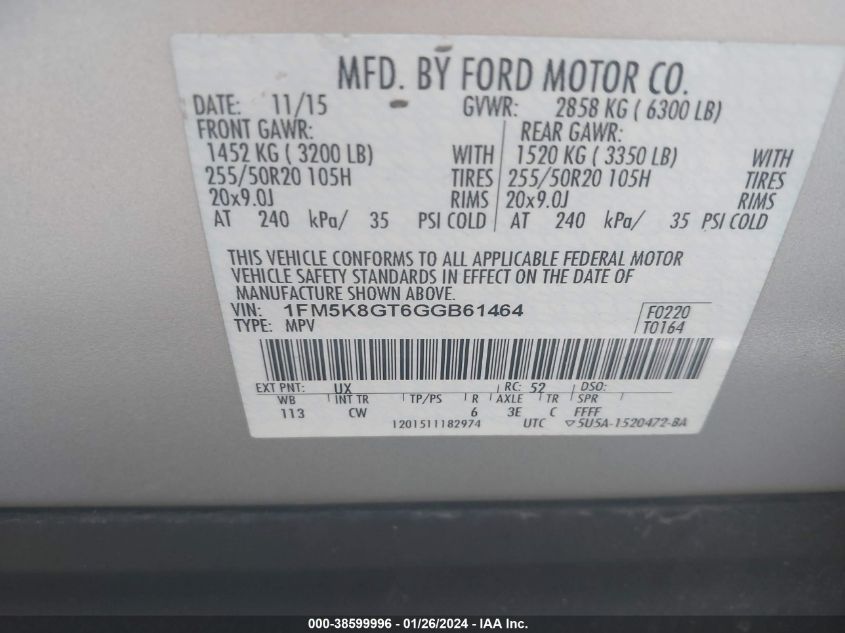 MFD. BY FORD MOTOR CO.
DATE: 11/15 GVWR: 2858 KG ( 6300 LB)
FRONT GAWR: REAR GAWR:
1452 KG ( 3200 LB) WITH 1520 KG ( 3350 LB) WITH
255/50R20 105H TIRES 255/50R20 105H TIRES
20x9.0J RIMS 20x9.0J RIMS
AT 240 kPa/ 35 PSI COLD AT 240 kPa/ 35 PSI COLD
THIS VEHICLE CONFORMS TO ALL APPLICABLE FEDERAL MOTOR
VEHICLE SAFETY STANDARDS IN EFFECT ON THE DATE OF
MANUFACTURE SHOWN ABOVE.
VIN: 1FM5K8GT6GGB61464 F0220
TYPE: MPV T0164
EXT PNT: UX RC: 52 DSO:
WB INT TR TP/PS R AXLE TR SPR
113 CW 6 3E C FFFF
1201511182974 UTC ▽5U5A-1520472-BA
000-38599996 - 01/26/2024 - IAA Inc.